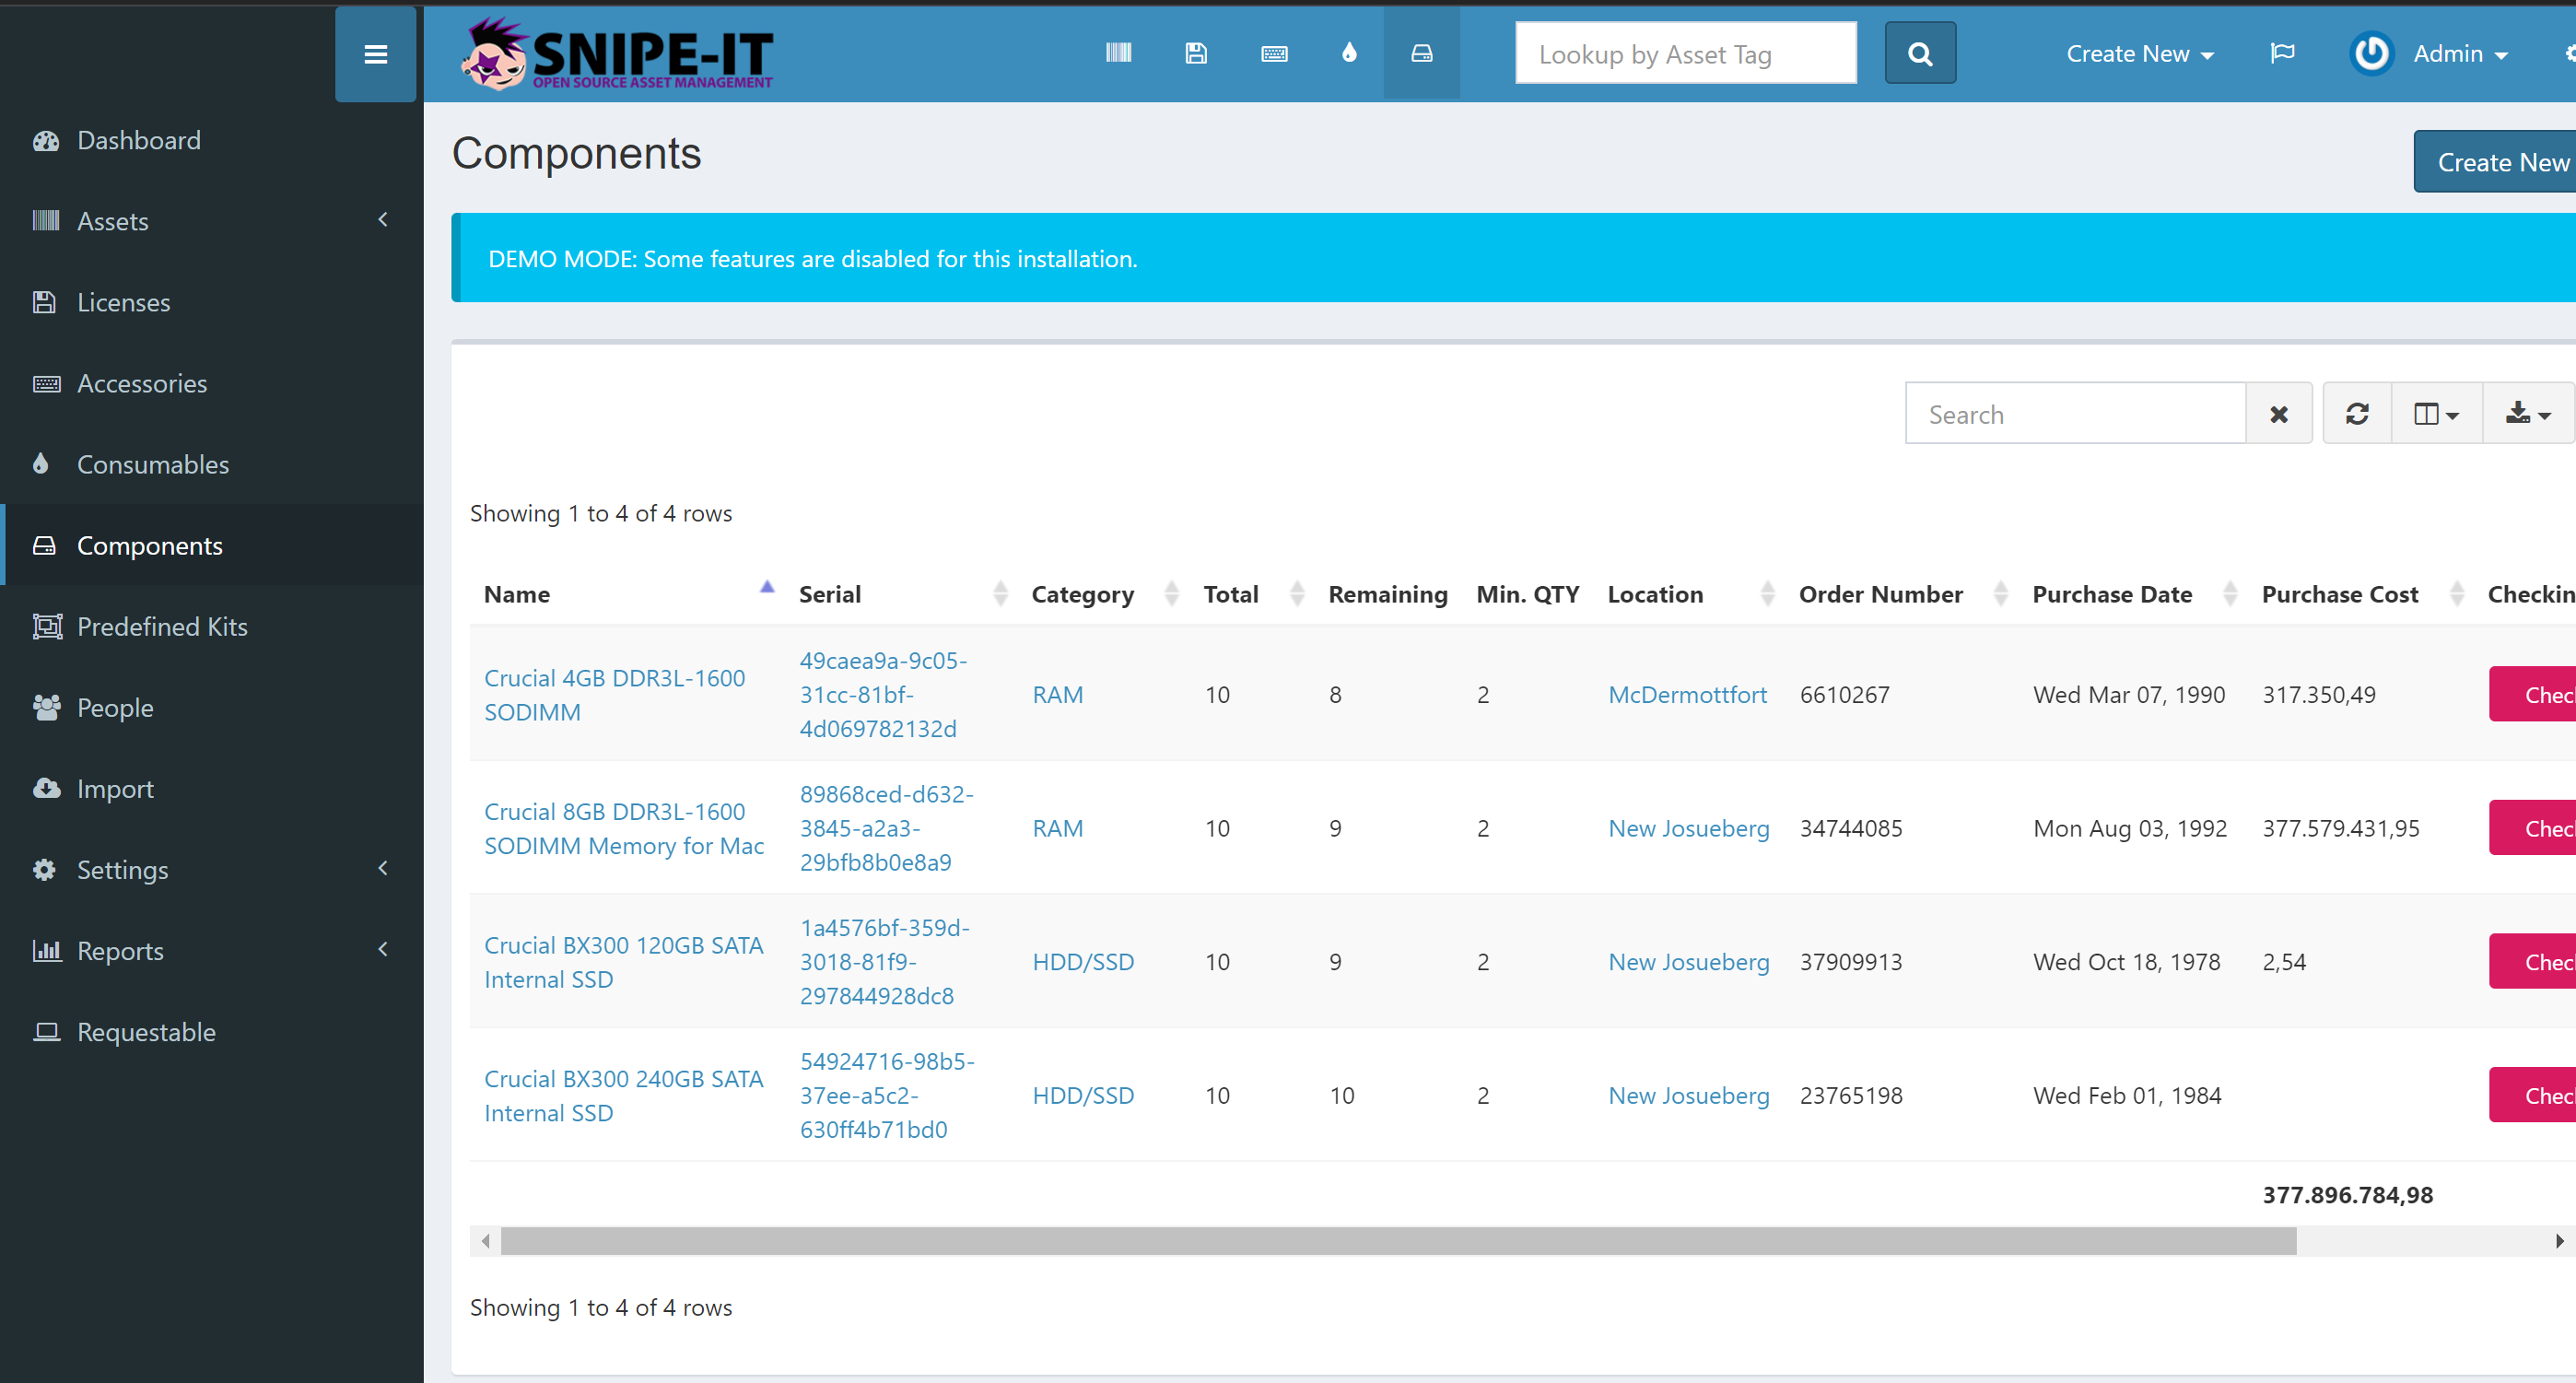 SNIPE-IT
OPEN SOURCE ASSET MANAGEMENT
Lookup by Asset Tag
Create New
Admin
Dashboard
Assets
Licenses
Accessories
Consumables
Components
Predefined Kits
People
Import
Settings
Reports
Requestable
Components
Create New
DEMO MODE: Some features are disabled for this installation.
Search
Showing 1 to 4 of 4 rows
Name Serial Category Total Remaining Min. QTY Location Order Number Purchase Date Purchase Cost Checkin
Crucial 4GB DDR3L-1600
SODIMM
49caea9a-9c05-
31cc-81bf-
4d069782132d
RAM 10 8 2 McDermottfort 6610267 Wed Mar 07, 1990 317.350,49 Chec
Crucial 8GB DDR3L-1600
SODIMM Memory for Mac
89868ced-d632-
3845-a2a3-
29bfb8b0e8a9
RAM 10 9 2 New Josueberg 34744085 Mon Aug 03, 1992 377.579.431,95 Chec
Crucial BX300 120GB SATA
Internal SSD
1a4576bf-359d-
3018-81f9-
297844928dc8
HDD/SSD 10 9 2 New Josueberg 37909913 Wed Oct 18, 1978 2,54 Chec
Crucial BX300 240GB SATA
Internal SSD
54924716-98b5-
37ee-a5c2-
630ff4b71bd0
HDD/SSD 10 10 2 New Josueberg 23765198 Wed Feb 01, 1984 Chec
377.896.784,98
Showing 1 to 4 of 4 rows